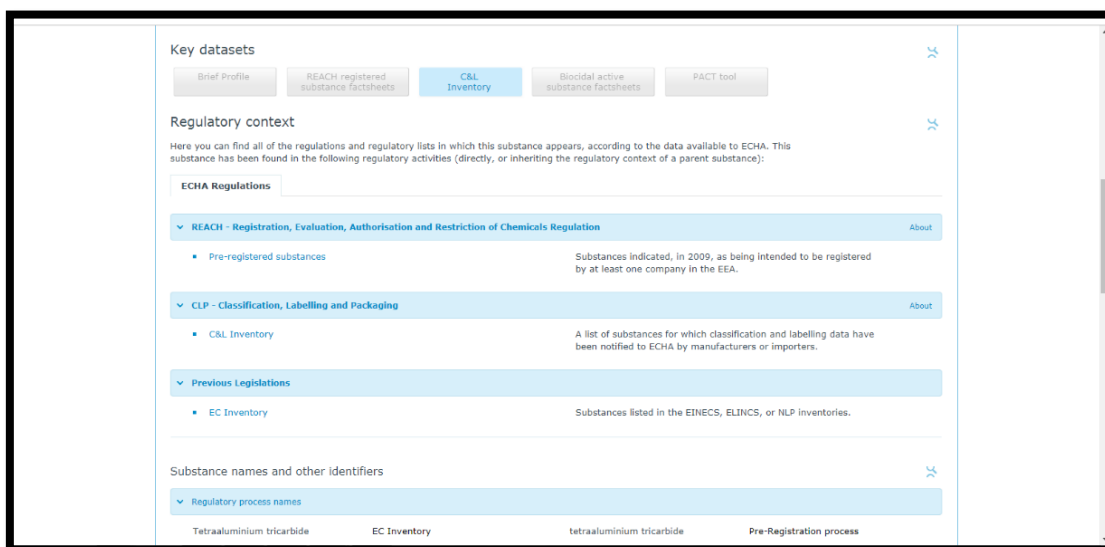 Key datasets
Brief Profile
REACH registered
substance factsheets
C&L
Inventory
Biocidal active
substance factsheets
PACT tool
Regulatory context
Here you can find all of the regulations and regulatory lists in which this substance appears, according to the data available to ECHA. This
substance has been found in the following regulatory activities (directly, or inheriting the regulatory context of a parent substance):
ECHA Regulations
REACH - Registration, Evaluation, Authorisation and Restriction of Chemicals Regulation About
Pre-registered substances
Substances indicated, in 2009, as being intended to be registered
by at least one company in the EEA.
CLP - Classification, Labelling and Packaging About
C&L Inventory
A list of substances for which classification and labelling data have
been notified to ECHA by manufacturers or importers.
Previous Legislations
EC Inventory Substances listed in the EINECS, ELINCS, or NLP inventories.
Substance names and other identifiers
Regulatory process names
Tetraaluminium tricarbide EC Inventory tetraaluminium tricarbide Pre-Registration process